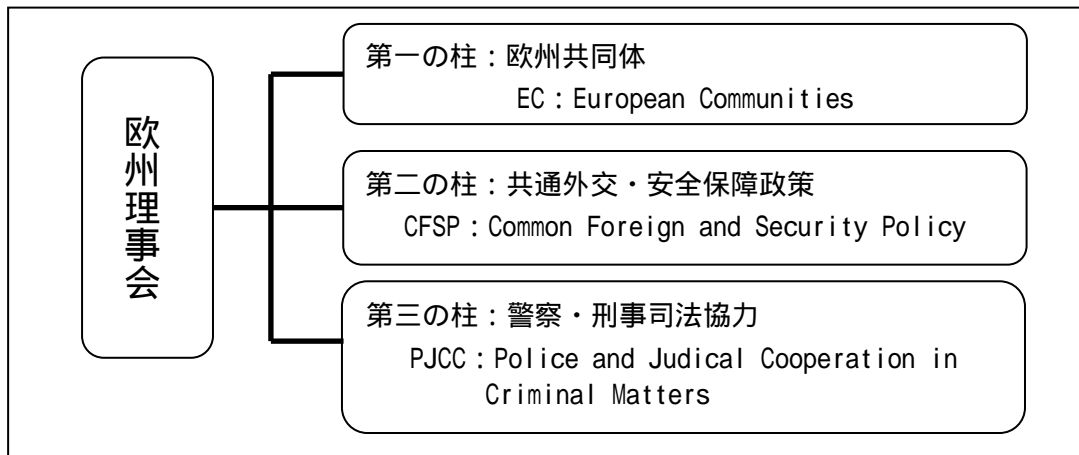 欧州理事会
第一の柱：欧州共同体
EC：European Communities
第二の柱：共通外交・安全保障政策
CFSP：Common Foreign and Security Policy
第三の柱：警察・刑事司法協力
PJCC：Police and Judical Cooperation in
Criminal Matters